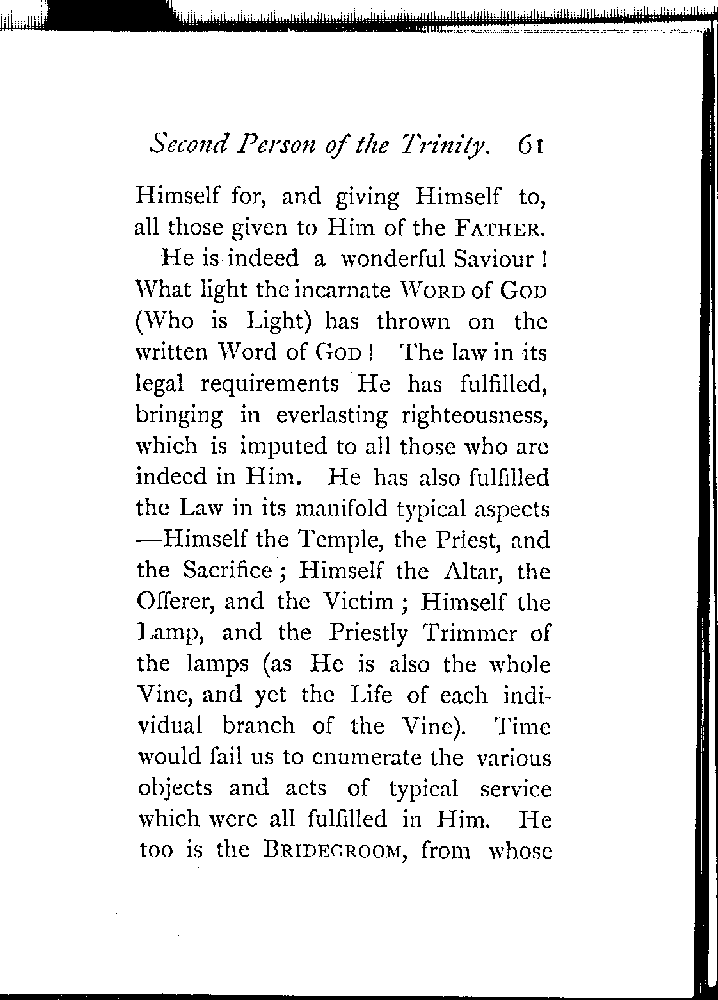 Second Person of the Trinity. 61
Himself for, and giving Himself to,
all those given to Him of the FATHER.
He is indeed a wonderful Saviour !
What light the incarnate WORD of GOD
(Who is Light) has thrown on the
written Word of GOD ! The law in its
legal requirements He has fulfilled,
bringing in everlasting righteousness,
which is imputed to all those who are
indeed in Him. He has also fulfilled
the Law in its manifold typical aspects
—Himself the Temple, the Priest, and
the Sacrifice ; Himself the Altar, the
Offerer, and the Victim ; Himself the
Lamp, and the Priestly Trimmer of
the lamps (as He is also the whole
Vine, and yet the Life of each indi-
vidual branch of the Vine). Time
would fail us to enumerate the various
objects and acts of typical service
which were all fulfilled in Him. He
too is the BRIDEGROOM, from whose